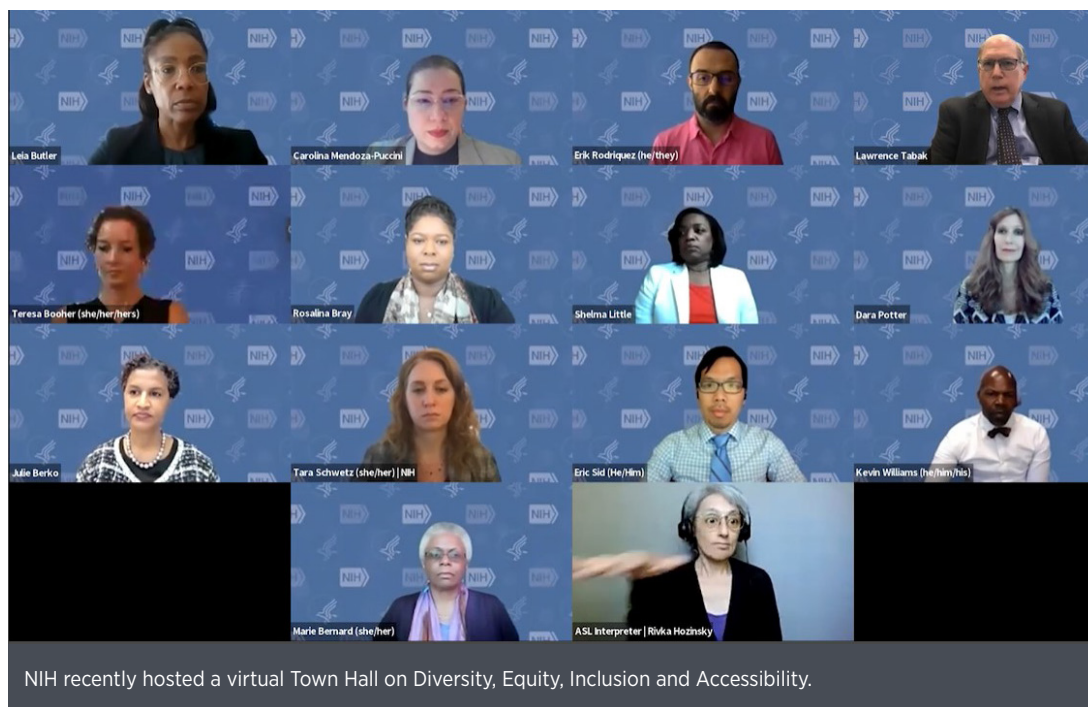 NIH
Leia Butler
Carolina Mendoza-Puccini
Erik Rodriquez (he/they)
Lawrence Tabak
Teresa Booher (she/her/hers)
Rosalina Bray
Shelma Little
Dara Potter
Julie Berko
Tara Schwetz (she/her) | NIH
Eric Sid (He/Him)
Kevin Williams (he/him/his)
Marie Bernard (she/her)
ASL Interpreter | Rivka Hozinsky
NIH recently hosted a virtual Town Hall on Diversity, Equity, Inclusion and Accessibility.